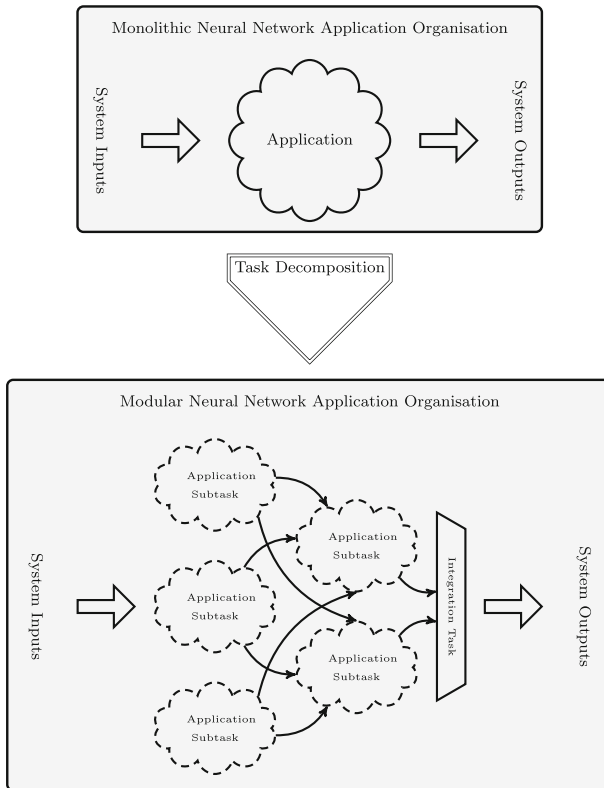 Monolithic Neural Network Application Organisation
System Inputs
Application
System Outputs
Task Decomposition
Modular Neural Network Application Organisation
System Inputs
Application
Subtask
Application
Subtask
Application
Subtask
Application
Subtask
Application
Subtask
Integration Task
System Outputs